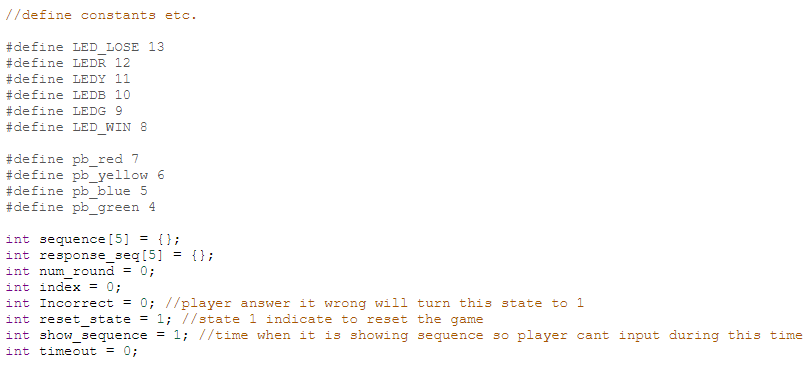 //define constants etc.
#define LED_LOSE 13
#define LEDR 12
#define LEDY 11
#define LEDB 10
#define LEDG 9
#define LED_WIN 8
#define pb_red 7
#define pb_yellow 6
#define pb_blue 5
#define pb_green 4
int sequence[5] = {};
int response_seq[5] = {};
int num_round = 0;
int index = 0;
int Incorrect = 0; //player answer it wrong will turn this state to 1
int reset_state = 1; //state 1 indicate to reset the game
int show_sequence = 1; //time when it is showing sequence so player cant input during this time
int timeout = 0;